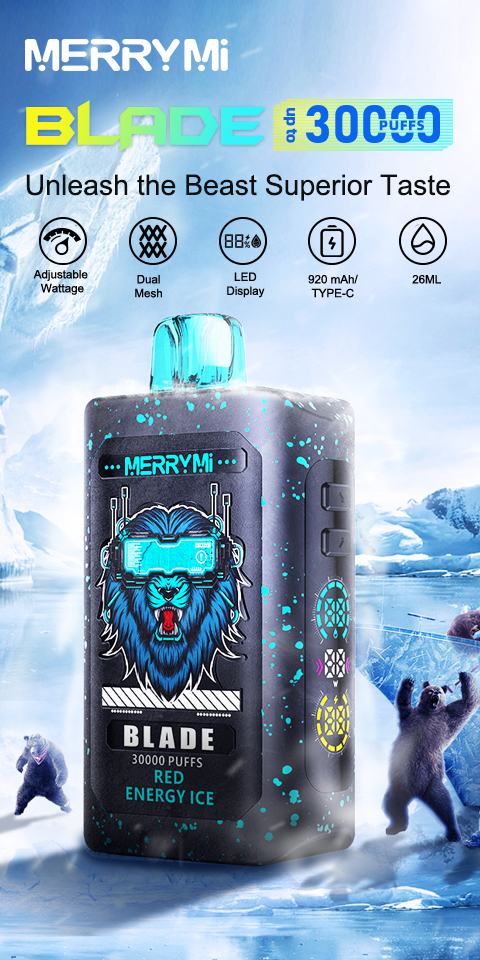 MERRYMi
BLADE up to 30000 PUFFS
Unleash the Beast Superior Taste
Adjustable
Wattage
Dual
Mesh
88⚡%
LED
Display
920 mAh/
TYPE-C
26ML
MERRYMi
BLADE
30000 PUFFS
RED
ENERGY ICE